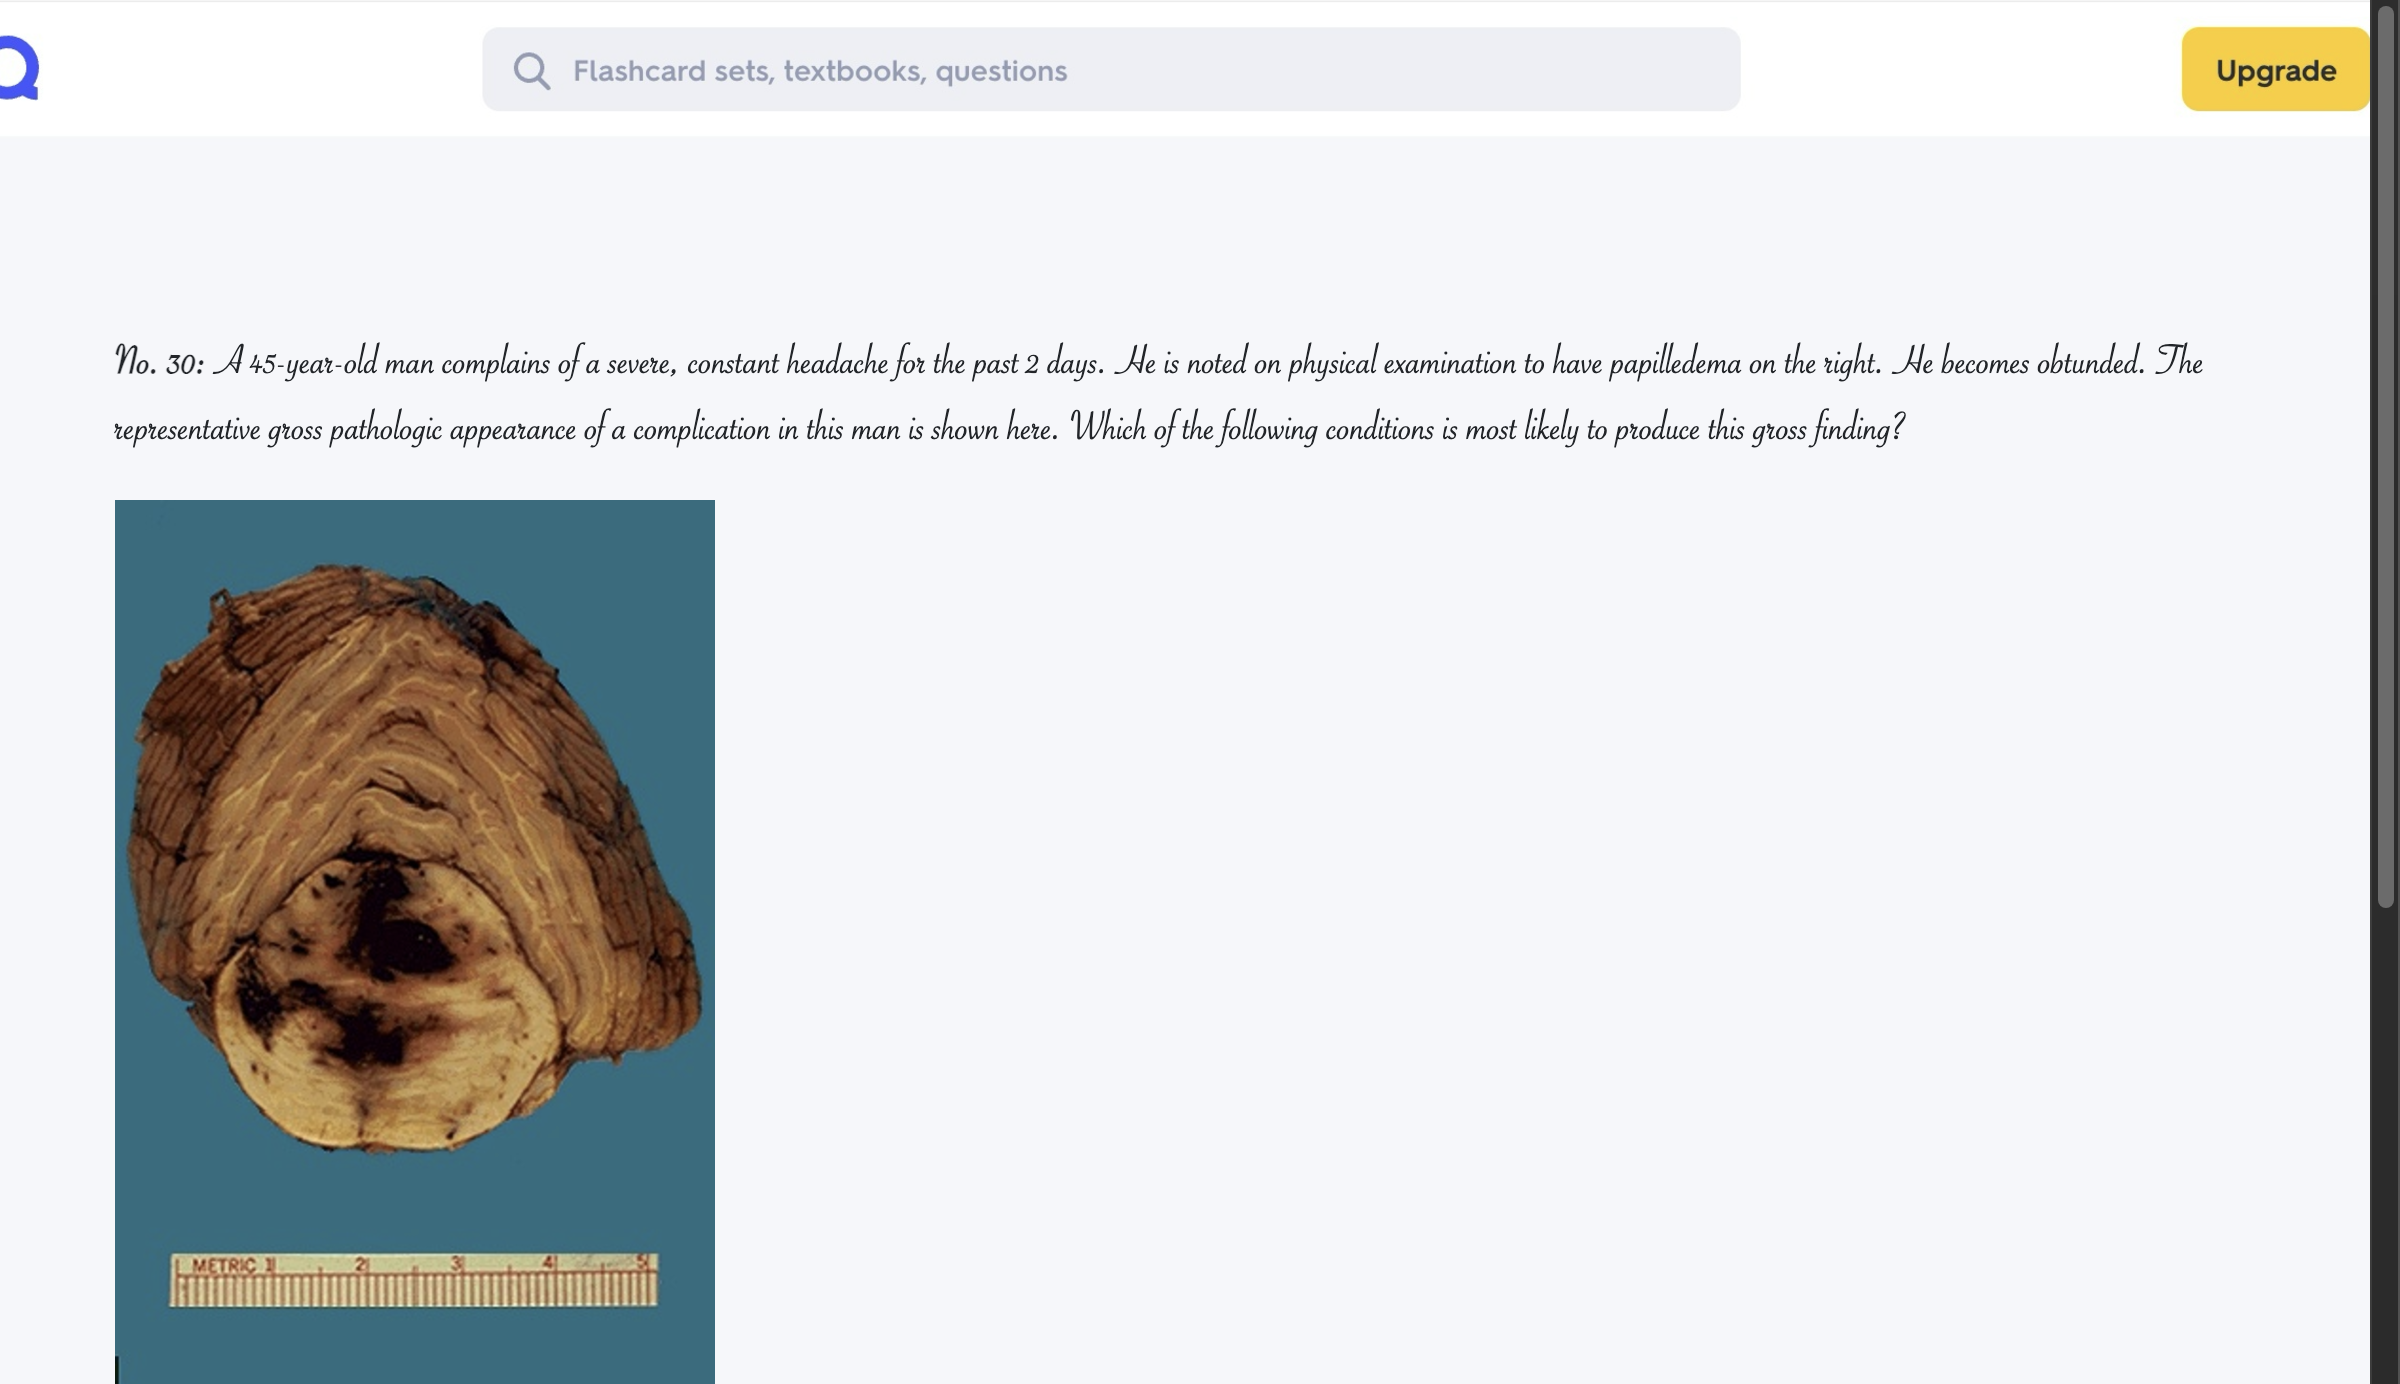 Flashcard sets, textbooks, questions
Upgrade
No. 30: A 45-year-old man complains of a severe, constant headache for the past 2 days. He is noted on physical examination to have papilledema on the right. He becomes obtunded. The
representative gross pathologic appearance of a complication in this man is shown here. Which of the following conditions is most likely to produce this gross finding?
METRIC 1 2 3 4 5